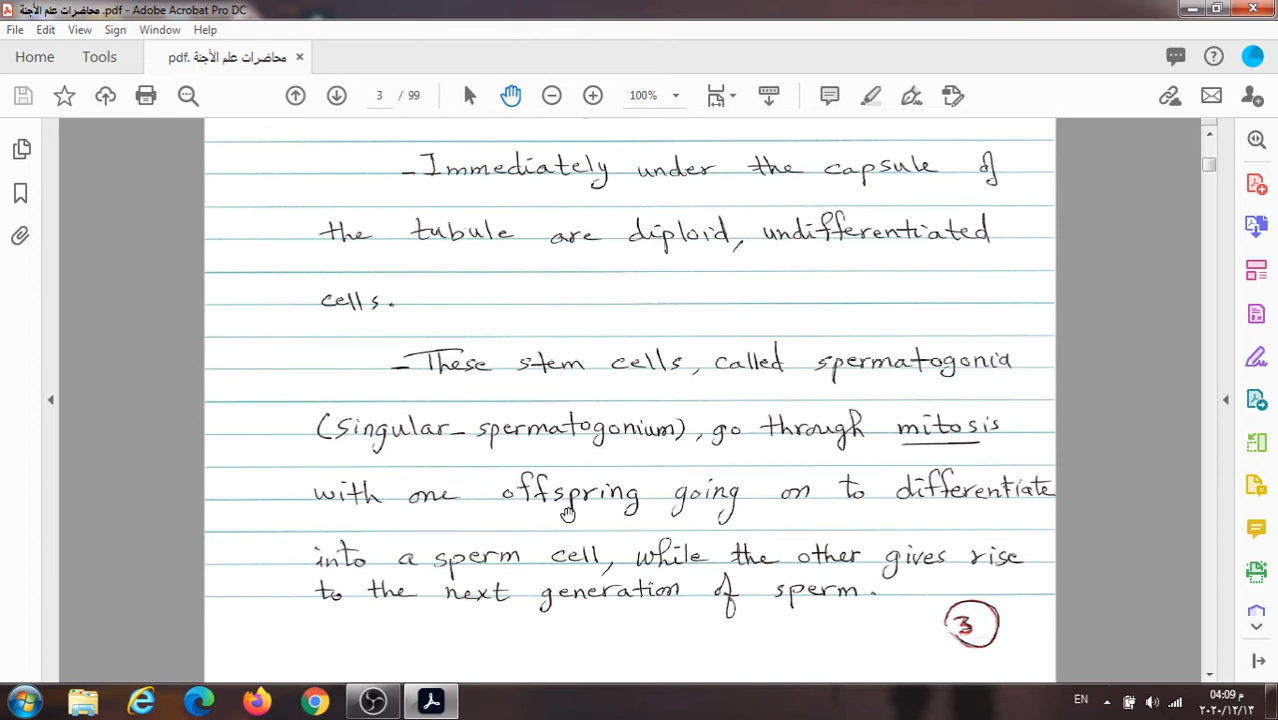 محاضرات علم الأجنة .pdf - Adobe Acrobat Pro DC
File Edit View Sign Window Help
Home Tools محاضرات علم الأجنة .pdf ×
3 / 99 100%
- Immediately under the capsule of
the tubule are diploid, undifferentiated
cells.
- These stem cells, called spermatogonia
(singular - spermatogonium), go through mitosis
with one offspring going on to differentiate
into a sperm cell, while the other gives rise
to the next generation of sperm.
3
EN 04:09 م
٢٠٢٠/١٢/١٣